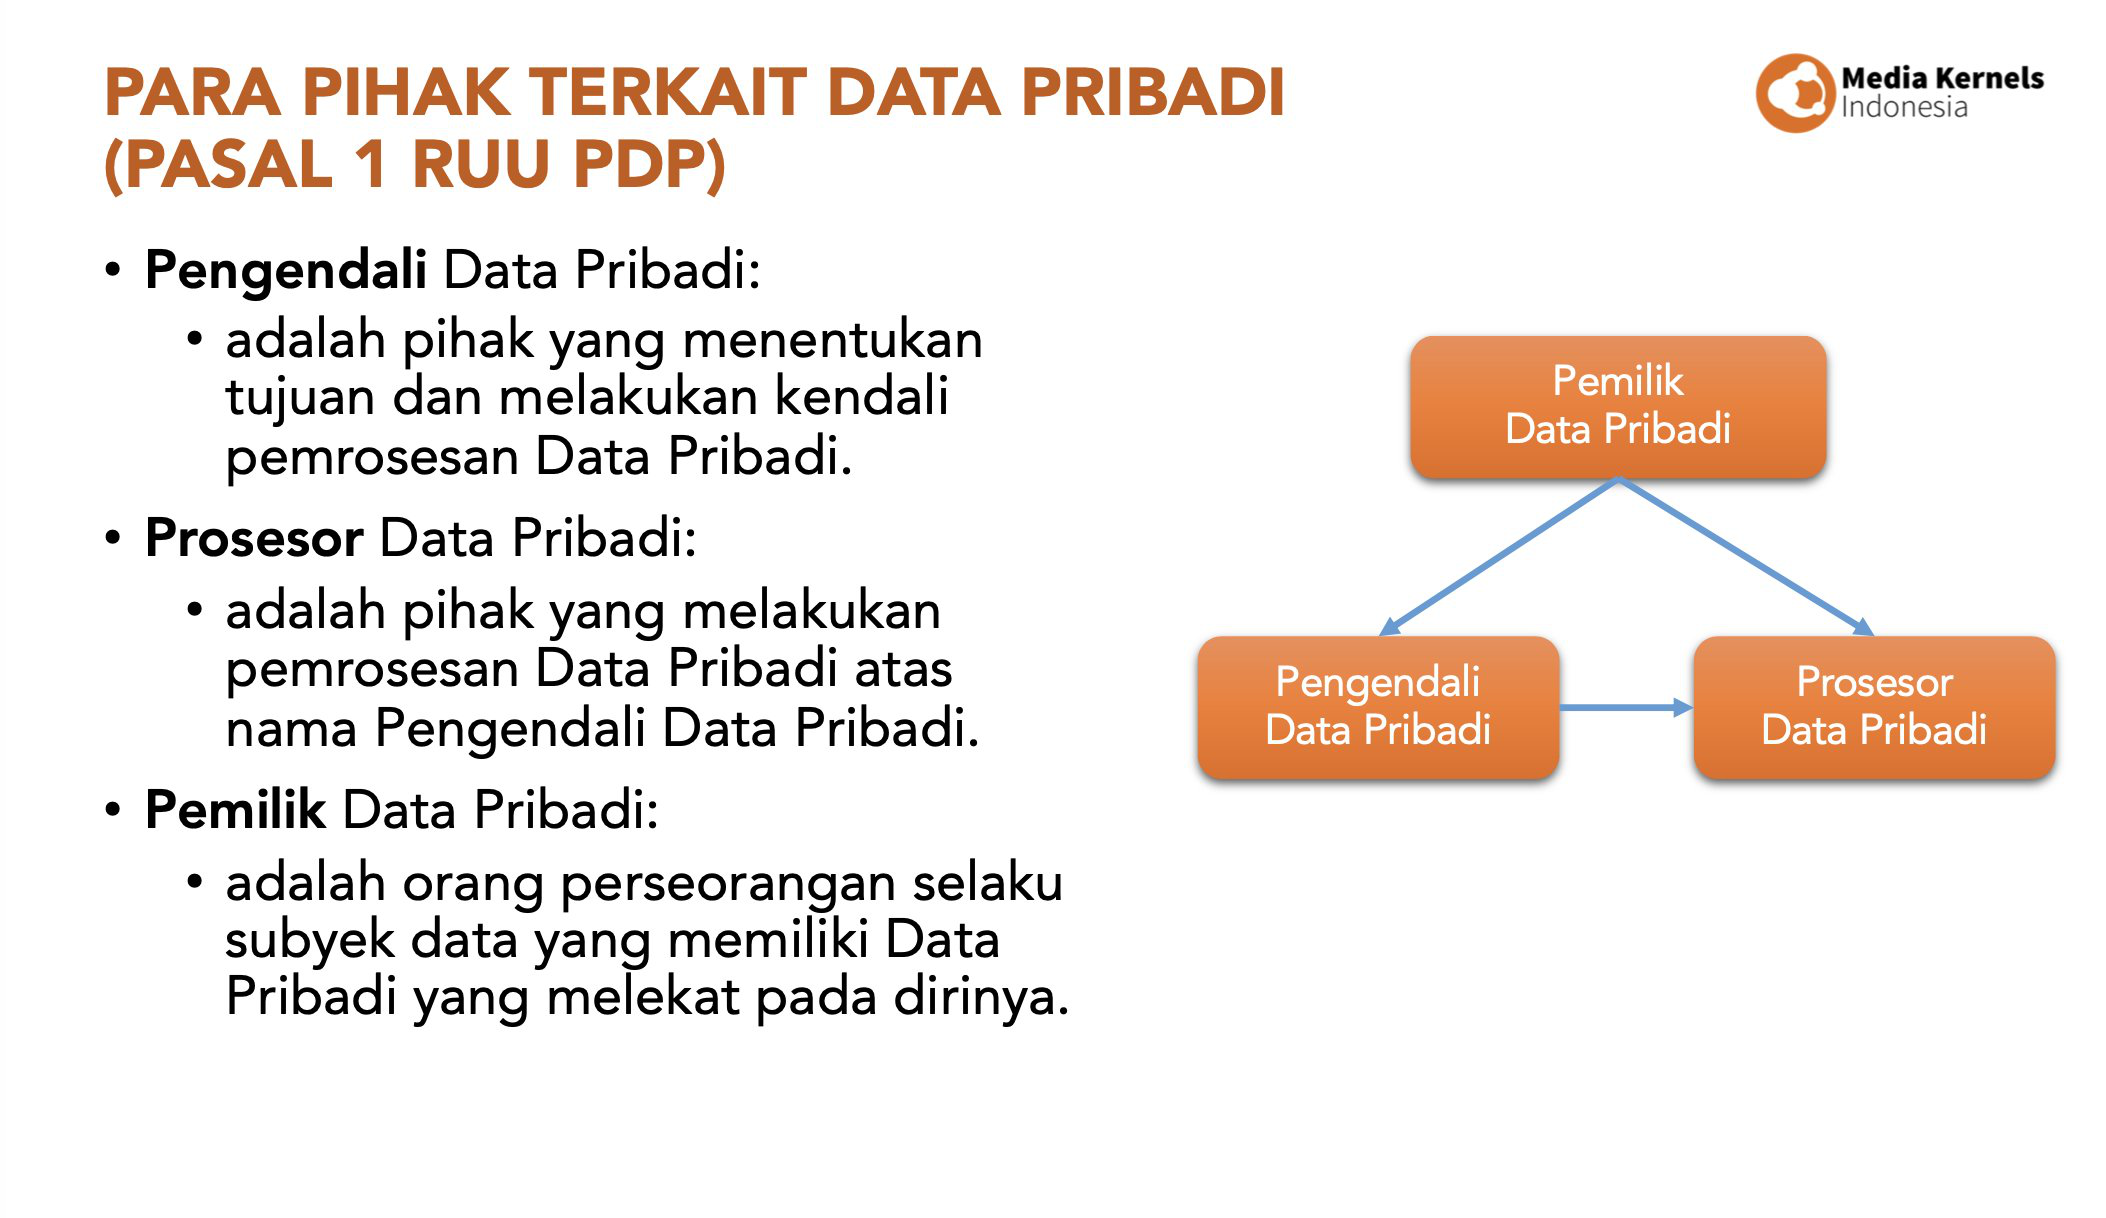 PARA PIHAK TERKAIT DATA PRIBADI
(PASAL 1 RUU PDP)
Media Kernels
Indonesia
• Pengendali Data Pribadi:
• adalah pihak yang menentukan
tujuan dan melakukan kendali
pemrosesan Data Pribadi.
• Prosesor Data Pribadi:
• adalah pihak yang melakukan
pemrosesan Data Pribadi atas
nama Pengendali Data Pribadi.
• Pemilik Data Pribadi:
• adalah orang perseorangan selaku
subyek data yang memiliki Data
Pribadi yang melekat pada dirinya.
Pemilik
Data Pribadi
Pengendali
Data Pribadi
Prosesor
Data Pribadi